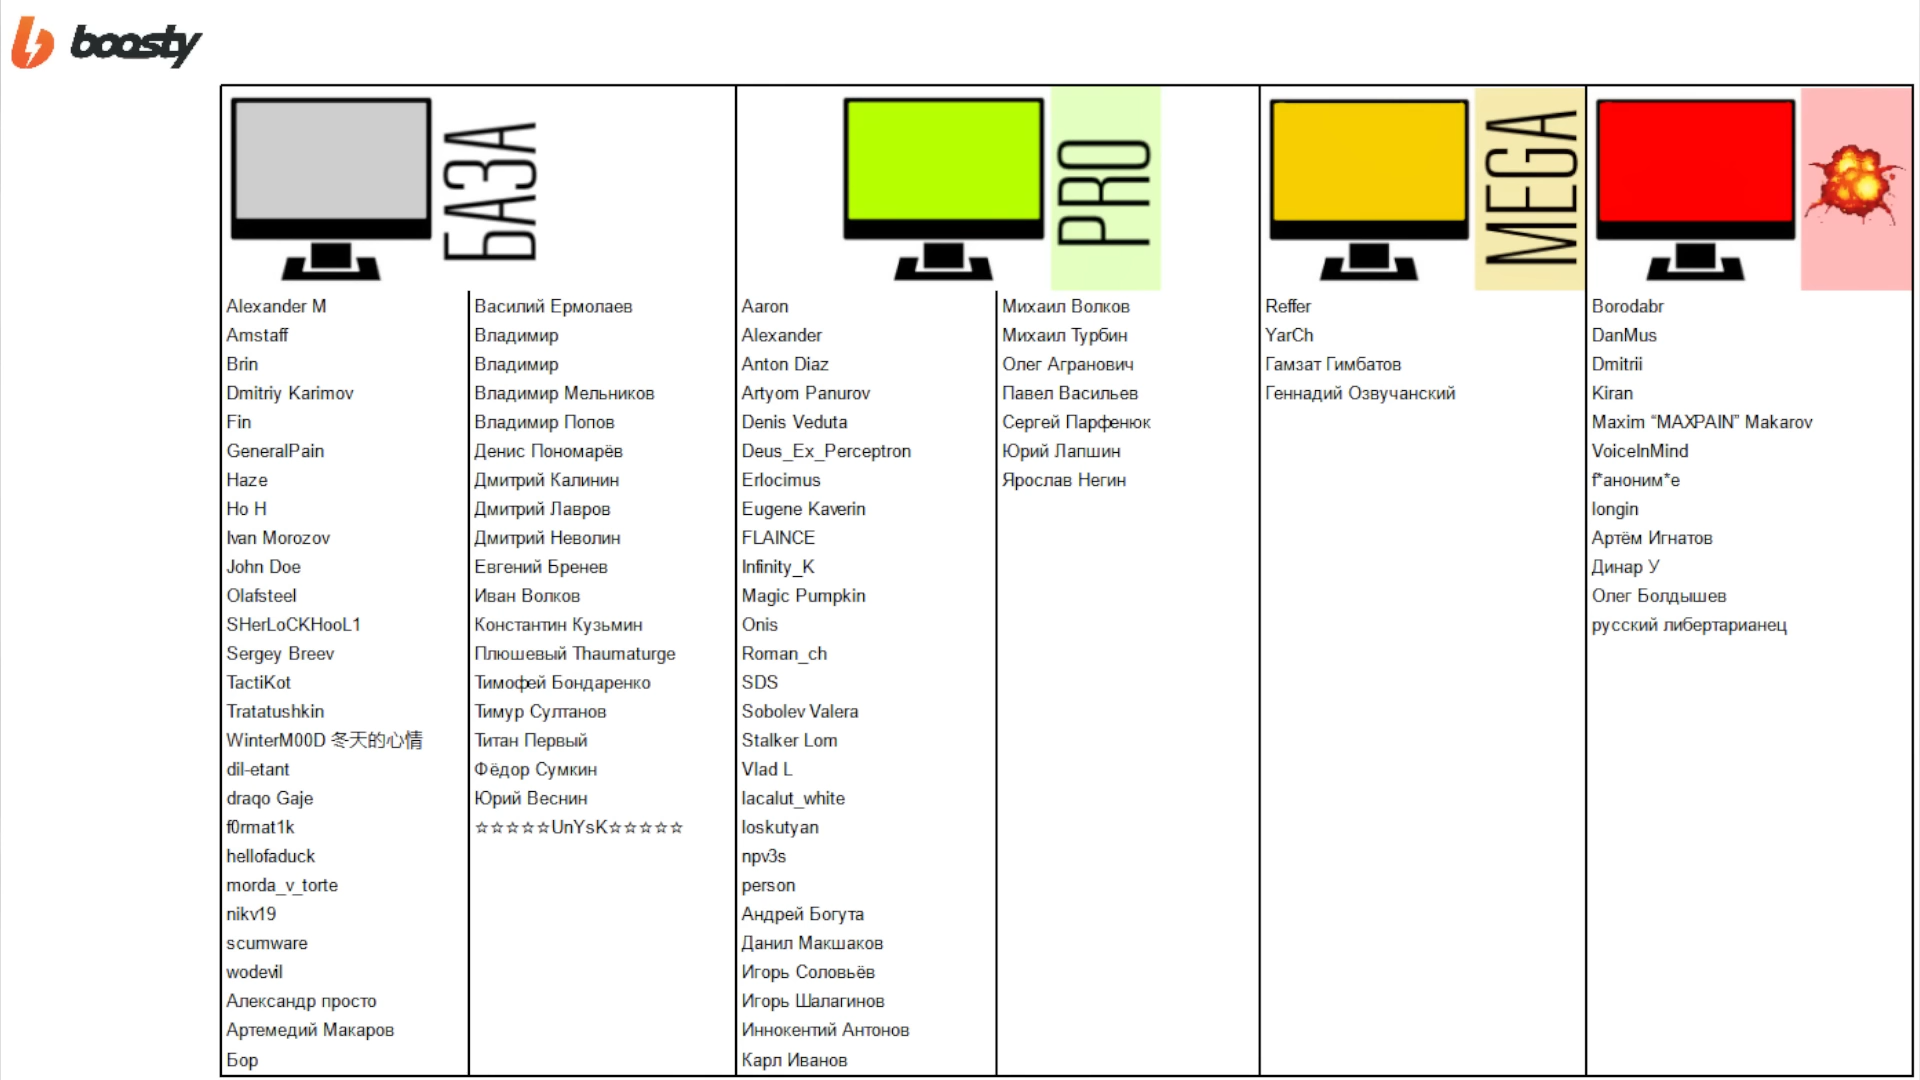 boosty
БАЗА
Alexander M
Amstaff
Brin
Dmitriy Karimov
Fin
GeneralPain
Haze
Ho H
Ivan Morozov
John Doe
Olafsteel
SHerLoCKHooL1
Sergey Breev
TactiKot
Tratatushkin
WinterM00D 冬天的心情
dil-etant
draqo Gaje
f0rmat1k
hellofaduck
morda_v_torte
nikv19
scumware
wodevil
Александр просто
Артемедий Макаров
Бор
Василий Ермолаев
Владимир
Владимир
Владимир Мельников
Владимир Попов
Денис Пономарёв
Дмитрий Калинин
Дмитрий Лавров
Дмитрий Неволин
Евгений Бренев
Иван Волков
Константин Кузьмин
Плюшевый Thaumaturge
Тимофей Бондаренко
Тимур Султанов
Титан Первый
Фёдор Сумкин
Юрий Веснин
☆☆☆☆☆UnYsK☆☆☆☆☆
PRO
Aaron
Alexander
Anton Diaz
Artyom Panurov
Denis Veduta
Deus_Ex_Perceptron
Erlocimus
Eugene Kaverin
FLAINCE
Infinity_K
Magic Pumpkin
Onis
Roman_ch
SDS
Sobolev Valera
Stalker Lom
Vlad L
lacalut_white
loskutyan
npv3s
person
Андрей Богута
Данил Макшаков
Игорь Соловьёв
Игорь Шалагинов
Иннокентий Антонов
Карл Иванов
Михаил Волков
Михаил Турбин
Олег Агранович
Павел Васильев
Сергей Парфенюк
Юрий Лапшин
Ярослав Негин
MEGA
Reffer
YarCh
Гамзат Гимбатов
Геннадий Озвучанский
Borodabr
DanMus
Dmitrii
Kiran
Maxim “MAXPAIN” Makarov
VoiceInMind
f*аноним*е
longin
Артём Игнатов
Динар У
Олег Болдышев
русский либертарианец